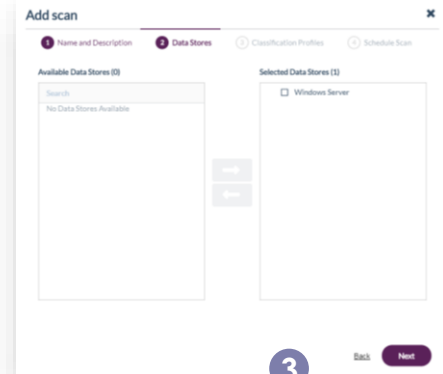 Add scan
1 Name and Description 2 Data Stores 3 Classification Profiles 4 Schedule Scan
Available Data Stores (0) Selected Data Stores (1)
Search Windows Server
No Data Stores Available
Back Next
3